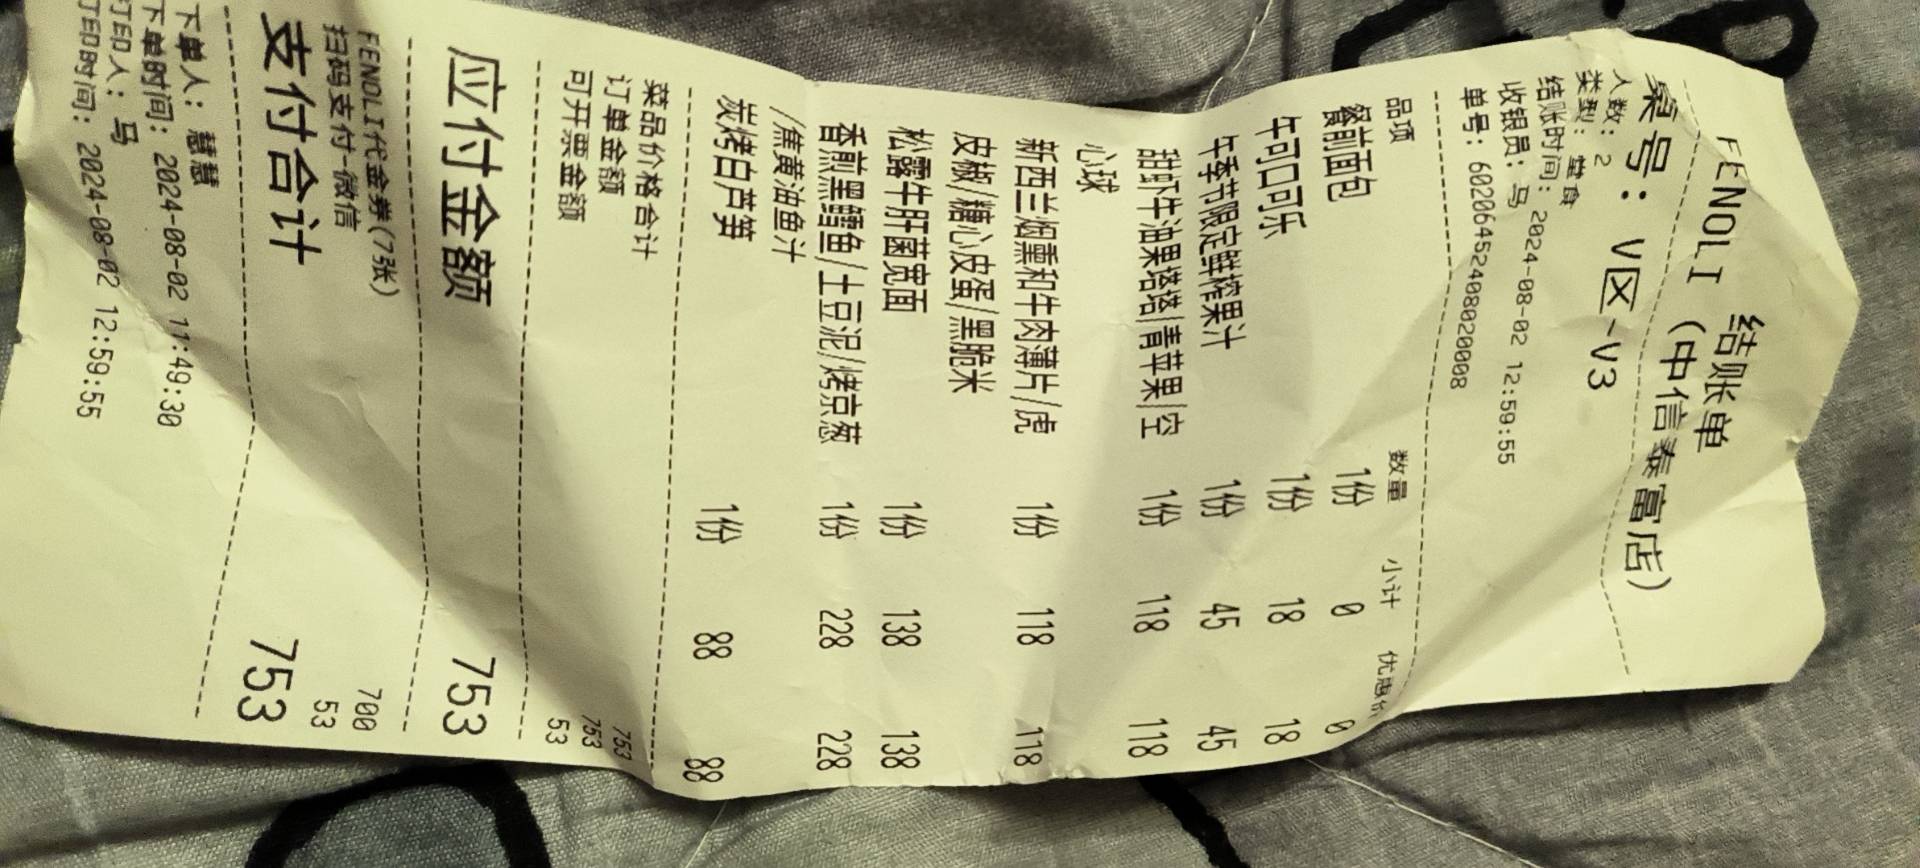 FENOLI 结账单
(中信泰富店)
桌号: V区-V3
人数: 2
类型: 堂食
结账时间: 2024-08-02 12:59:55
收银员: 号
单号: 602064524080200008
品项 数量 小计 优惠价
餐前面包 1份 0 0
午可口可乐 1份 18 18
午季节限定鲜榨果汁 1份 45 45
甜虾牛油果塔塔/青苹果/空 1份 118 118
心球
新西兰烟熏和牛肉薄片/虎 1份 118 118
皮椒/糖心皮蛋/黑脆米
松露牛肝菌宽面 1份 138 138
香煎黑鳕鱼/土豆泥/烤京葱 1份 228 228
/焦黄油鱼汁
炭烤白芦笋 1份 88 88
菜品价格合计 753
订单金额 753
可开票金额 53
应付金额 753
FENOLI代金券(7张) 700
扫码支付-微信 53
支付合计 753
下单人: 慧慧
下单时间: 2024-08-02 11:49:30
打印人: 号
打印时间: 2024-08-02 12:59:55